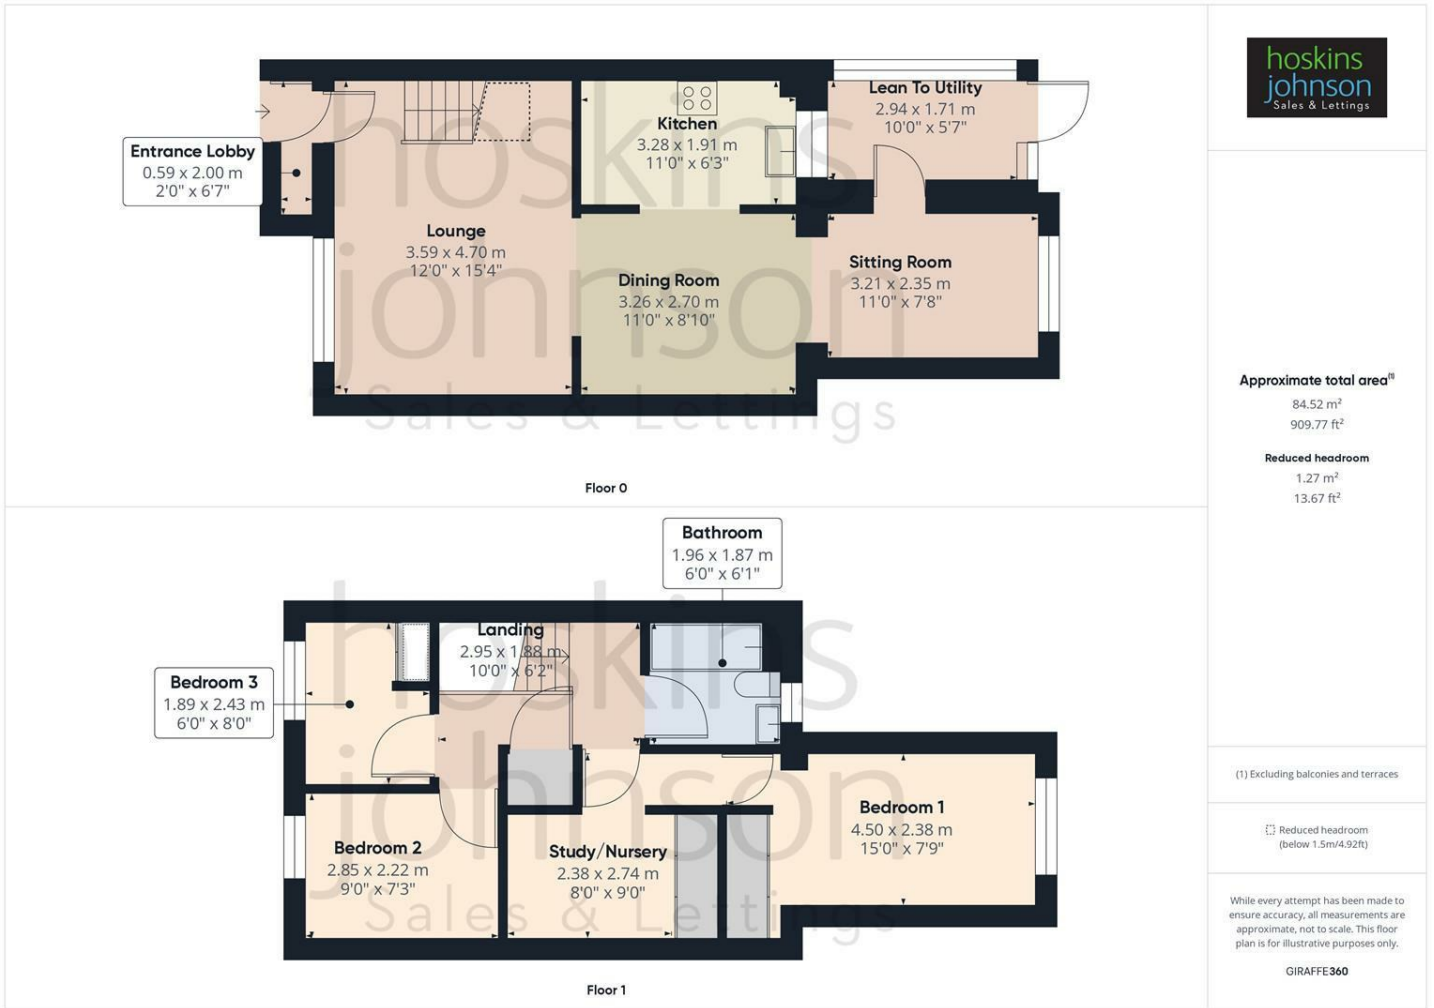 hoskins
johnson
Sales & Lettings
Entrance Lobby
0.59 x 2.00 m
2'0" x 6'7"
Lounge
3.59 x 4.70 m
12'0" x 15'4"
Kitchen
3.28 x 1.91 m
11'0" x 6'3"
Lean To Utility
2.94 x 1.71 m
10'0" x 5'7"
Dining Room
3.26 x 2.70 m
11'0" x 8'10"
Sitting Room
3.21 x 2.35 m
11'0" x 7'8"
hoskins
johnson
Sales & Lettings
Floor 0
Bathroom
1.96 x 1.87 m
6'0" x 6'1"
Landing
2.95 x 1.88 m
10'0" x 6'2"
Bedroom 3
1.89 x 2.43 m
6'0" x 8'0"
Bedroom 2
2.85 x 2.22 m
9'0" x 7'3"
Study/Nursery
2.38 x 2.74 m
8'0" x 9'0"
Bedroom 1
4.50 x 2.38 m
15'0" x 7'9"
hoskins
johnson
Sales & Lettings
Floor 1
Approximate total area(1)
84.52 m²
909.77 ft²
Reduced headroom
1.27 m²
13.67 ft²
(1) Excluding balconies and terraces
Reduced headroom
(below 1.5m/4.92ft)
While every attempt has been made to
ensure accuracy, all measurements are
approximate, not to scale. This floor
plan is for illustrative purposes only.
GIRAFFE360